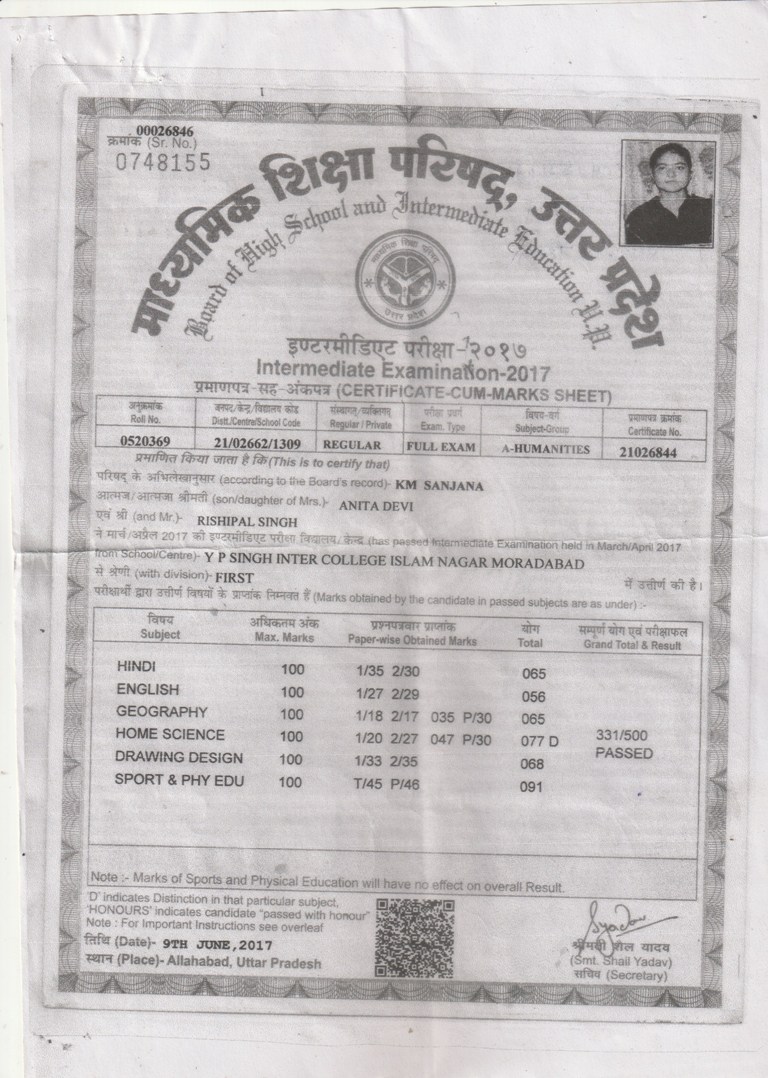 00026846
क्रमांक (Sr. No.)
0748155
माध्यमिक शिक्षा परिषद्, उत्तर प्रदेश
Board of High School and Intermediate Education U.P.
माध्यमिक शिक्षा परिषद्
उत्तर प्रदेश
इण्टरमीडिएट परीक्षा-२०१७
Intermediate Examination-2017
प्रमाणपत्र-सह-अंकपत्र (CERTIFICATE-CUM-MARKS SHEET)
अनुक्रमांक जनपद/केन्द्र/विद्यालय कोड संस्थागत/व्यक्तिगत परीक्षा प्रकार विषय-वर्ग प्रमाणपत्र क्रमांक
Roll No. Distt./Centre/School Code Regular / Private Exam. Type Subject-Group Certificate No.
0520369 21/02662/1309 REGULAR FULL EXAM A-HUMANITIES 21026844
प्रमाणित किया जाता है कि (This is to certify that)
परिषद् के अभिलेखानुसार (according to the Board's record)- KM SANJANA
आत्मज/आत्मजा श्रीमती (son/daughter of Mrs.)- ANITA DEVI
एवं श्री (and Mr.)- RISHIPAL SINGH
ने मार्च/अप्रैल 2017 की इण्टरमीडिएट परीक्षा विद्यालय/केन्द्र (has passed Intermediate Examination held in March/April 2017
from School/Centre)- Y P SINGH INTER COLLEGE ISLAM NAGAR MORADABAD
से श्रेणी (with division)- FIRST में उत्तीर्ण की है।
परीक्षार्थी द्वारा उत्तीर्ण विषयों के प्राप्तांक निम्नवत हैं (Marks obtained by the candidate in passed subjects are as under) :-
विषय अधिकतम अंक प्रश्नपत्रवार प्राप्तांक योग सम्पूर्ण योग एवं परीक्षाफल
Subject Max. Marks Paper-wise Obtained Marks Total Grand Total & Result
HINDI 100 1/35 2/30 065
ENGLISH 100 1/27 2/29 056
GEOGRAPHY 100 1/18 2/17 035 P/30 065
HOME SCIENCE 100 1/20 2/27 047 P/30 077 D 331/500
PASSED
DRAWING DESIGN 100 1/33 2/35 068
SPORT & PHY EDU 100 T/45 P/46 091
Note :- Marks of Sports and Physical Education will have no effect on overall Result.
'D' indicates Distinction in that particular subject,
'HONOURS' indicates candidate "passed with honour"
Note : For Important Instructions see overleaf
तिथि (Date)- 9TH JUNE,2017
स्थान (Place)- Allahabad, Uttar Pradesh
Syadav
श्रीमती शैल यादव
(Smt. Shail Yadav)
सचिव (Secretary)